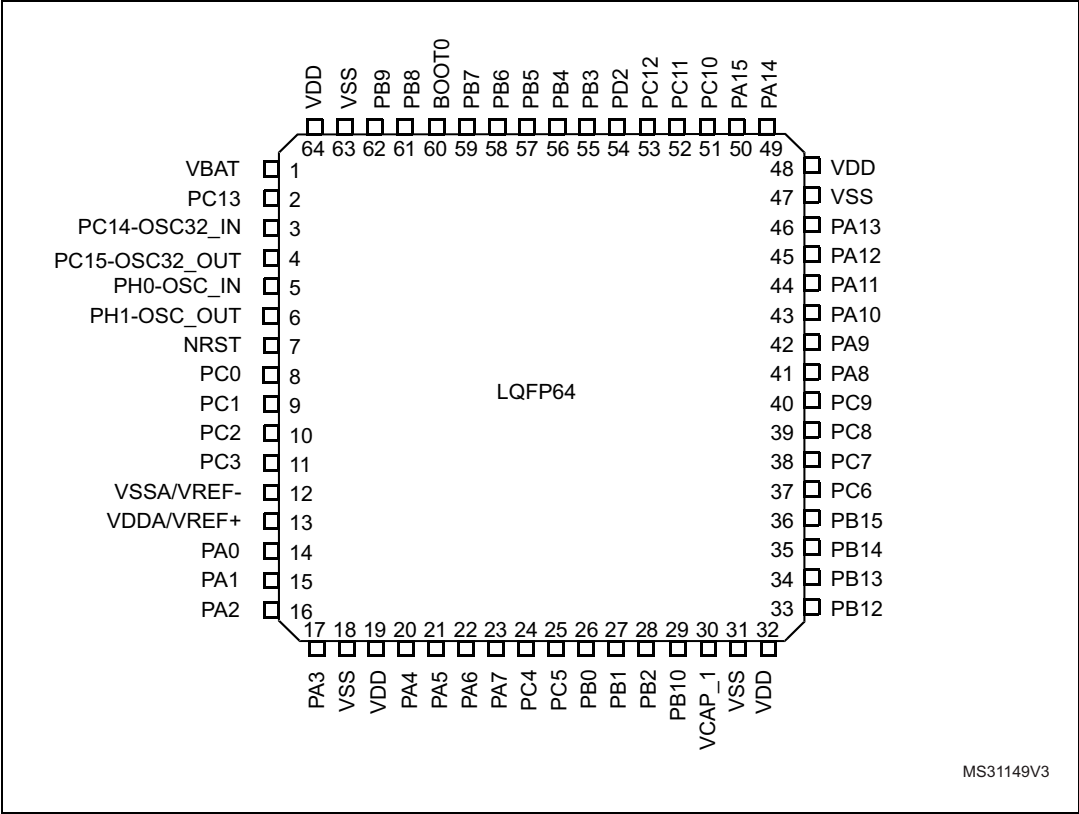 VDD VSS PB9 PB8 BOOT0 PB7 PB6 PB5 PB4 PB3 PD2 PC12 PC11 PC10 PA15 PA14
64 63 62 61 60 59 58 57 56 55 54 53 52 51 50 49
VBAT 1
PC13 2
PC14-OSC32_IN 3
PC15-OSC32_OUT 4
PH0-OSC_IN 5
PH1-OSC_OUT 6
NRST 7
PC0 8
PC1 9
PC2 10
PC3 11
VSSA/VREF- 12
VDDA/VREF+ 13
PA0 14
PA1 15
PA2 16
LQFP64
48 VDD
47 VSS
46 PA13
45 PA12
44 PA11
43 PA10
42 PA9
41 PA8
40 PC9
39 PC8
38 PC7
37 PC6
36 PB15
35 PB14
34 PB13
33 PB12
17 18 19 20 21 22 23 24 25 26 27 28 29 30 31 32
PA3 VSS VDD PA4 PA5 PA6 PA7 PC4 PC5 PB0 PB1 PB2 PB10 VCAP_1 VSS VDD
MS31149V3